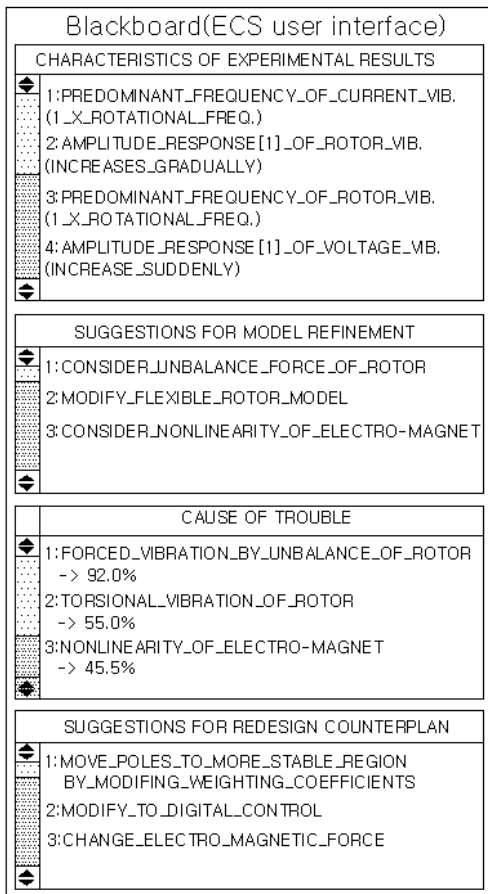 Blackboard(ECS user interface)
CHARACTERISTICS OF EXPERIMENTAL RESULTS
1:PREDOMINANT_FREQUENCY_OF_CURRENT_VIB.
(1_X_ROTATIONAL_FREQ.)
2:AMPLITUDE_RESPONSE[1]_OF_ROTOR_VIB.
(INCREASES_GRADUALLY)
3:PREDOMINANT_FREQUENCY_OF_ROTOR_VIB.
(1_X_ROTATIONAL_FREQ.)
4:AMPLITUDE_RESPONSE[1]_OF_VOLTAGE_VIB.
(INCREASE_SUDDENLY)
SUGGESTIONS FOR MODEL REFINEMENT
1:CONSIDER_UNBALANCE_FORCE_OF_ROTOR
2:MODIFY_FLEXIBLE_ROTOR_MODEL
3:CONSIDER_NONLINEARITY_OF_ELECTRO-MAGNET
CAUSE OF TROUBLE
1:FORCED_VIBRATION_BY_UNBALANCE_OF_ROTOR
-> 92.0%
2:TORSIONAL_VIBRATION_OF_ROTOR
-> 55.0%
3:NONLINEARITY_OF_ELECTRO-MAGNET
-> 45.5%
SUGGESTIONS FOR REDESIGN COUNTERPLAN
1:MOVE_POLES_TO_MORE_STABLE_REGION
BY_MODIFING_WEIGHTING_COEFFICIENTS
2:MODIFY_TO_DIGITAL_CONTROL
3:CHANGE_ELECTRO_MAGNETIC_FORCE